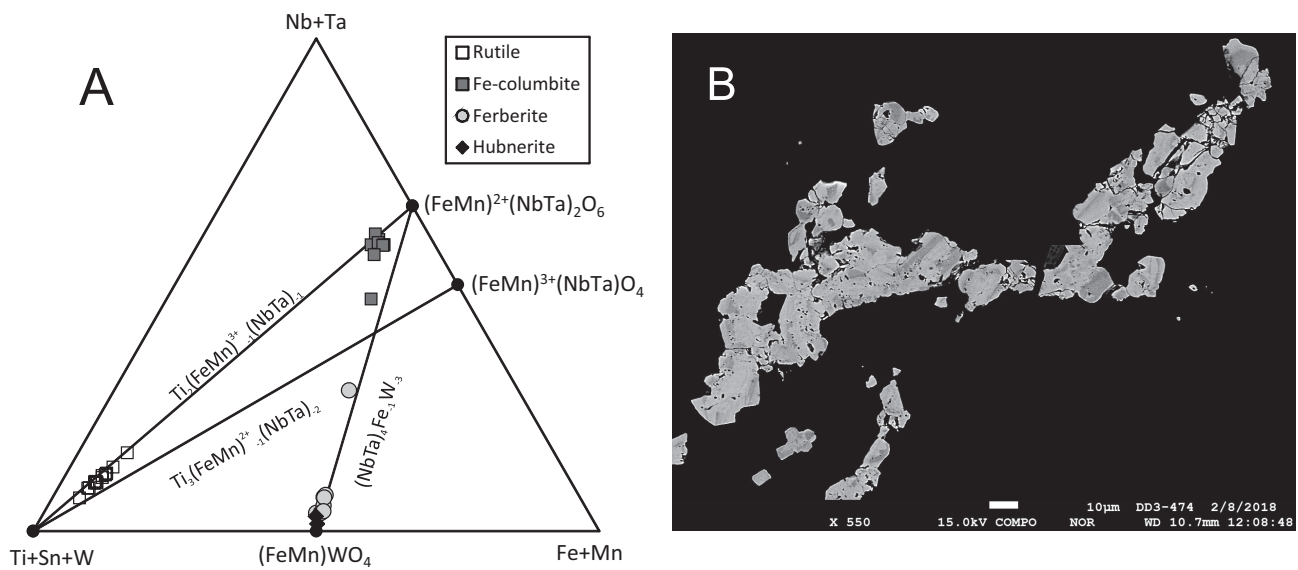 Nb+Ta
A
Rutile
Fe-columbite
Ferberite
Hubnerite
(FeMn)²⁺(NbTa)₂O₆
(FeMn)³⁺(NbTa)O₄
Ti₂(FeMn)³⁺₋₁(NbTa)₋₁
Ti₃(FeMn)²⁺₋₁(NbTa)₋₂
(NbTa)₄Fe₋₁W₋₃
Ti+Sn+W
(FeMn)WO₄
Fe+Mn
B
10μm DD3-474 2/8/2018
X 550 15.0kV COMPO NOR WD 10.7mm 12:08:48